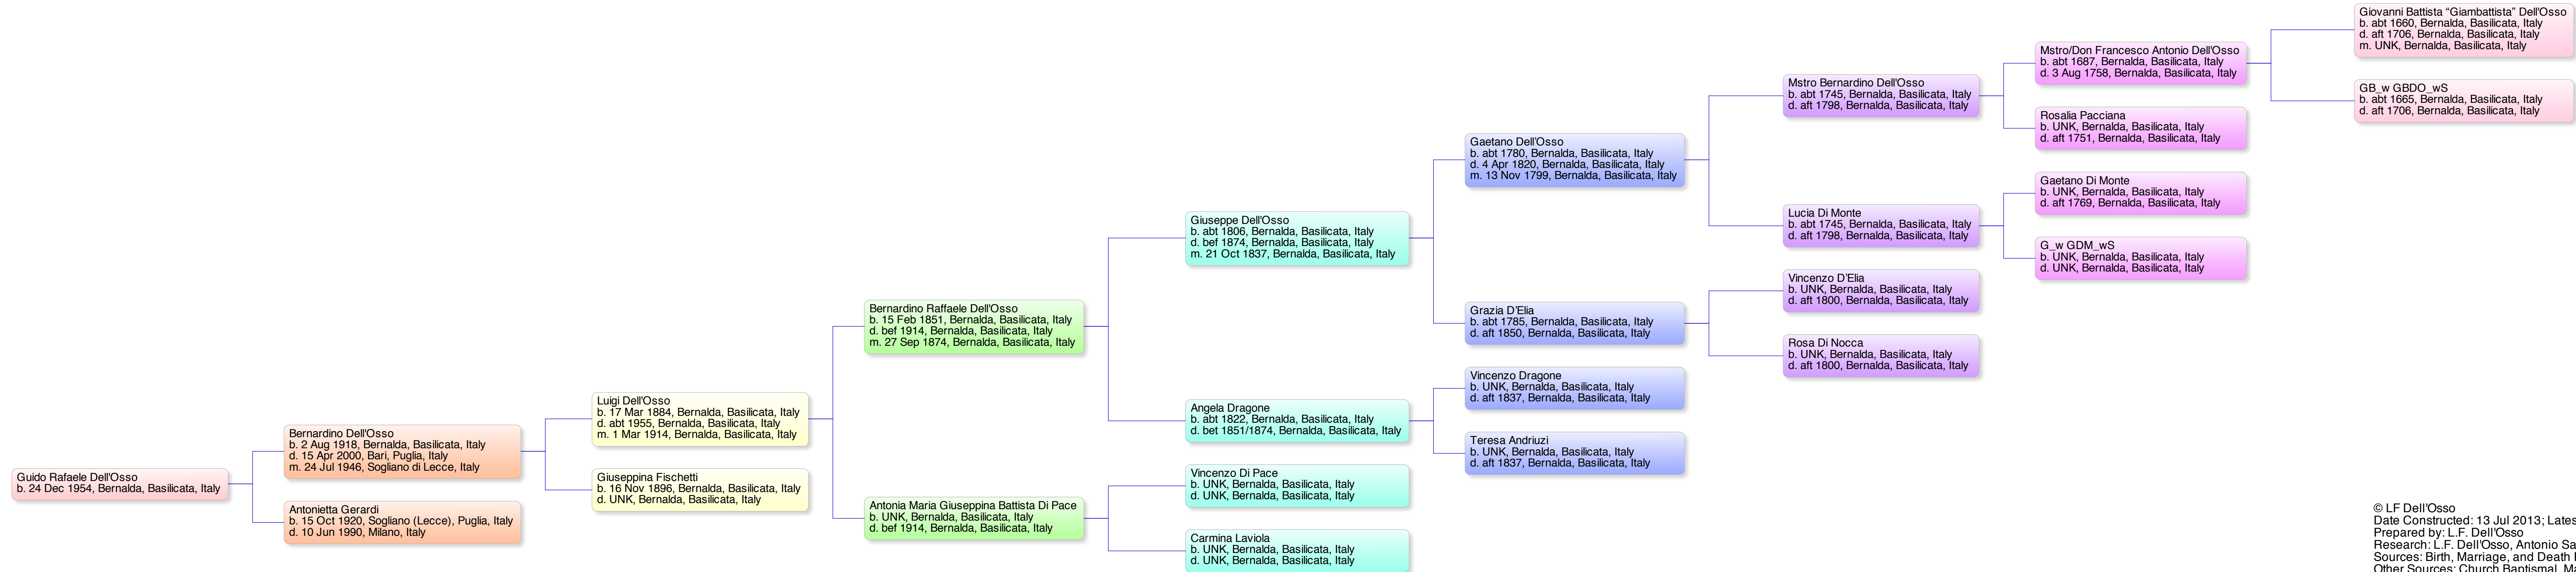 Guido Rafaele Dell'Osso
b. 24 Dec 1954, Bernalda, Basilicata, Italy
Bernardino Dell'Osso
b. 2 Aug 1918, Bernalda, Basilicata, Italy
d. 15 Apr 2000, Bari, Puglia, Italy
m. 24 Jul 1946, Sogliano di Lecce, Italy
Antonietta Gerardi
b. 15 Oct 1920, Sogliano (Lecce), Puglia, Italy
d. 10 Jun 1990, Milano, Italy
Luigi Dell'Osso
b. 17 Mar 1884, Bernalda, Basilicata, Italy
d. abt 1955, Bernalda, Basilicata, Italy
m. 1 Mar 1914, Bernalda, Basilicata, Italy
Giuseppina Fischetti
b. 16 Nov 1896, Bernalda, Basilicata, Italy
d. UNK, Bernalda, Basilicata, Italy
Bernardino Raffaele Dell'Osso
b. 15 Feb 1851, Bernalda, Basilicata, Italy
d. bef 1914, Bernalda, Basilicata, Italy
m. 27 Sep 1874, Bernalda, Basilicata, Italy
Antonia Maria Giuseppina Battista Di Pace
b. UNK, Bernalda, Basilicata, Italy
d. bef 1914, Bernalda, Basilicata, Italy
Giuseppe Dell'Osso
b. abt 1806, Bernalda, Basilicata, Italy
d. bef 1874, Bernalda, Basilicata, Italy
m. 21 Oct 1837, Bernalda, Basilicata, Italy
Angela Dragone
b. abt 1822, Bernalda, Basilicata, Italy
d. bet 1851/1874, Bernalda, Basilicata, Italy
Vincenzo Di Pace
b. UNK, Bernalda, Basilicata, Italy
d. UNK, Bernalda, Basilicata, Italy
Carmina Laviola
b. UNK, Bernalda, Basilicata, Italy
d. UNK, Bernalda, Basilicata, Italy
Gaetano Dell'Osso
b. abt 1780, Bernalda, Basilicata, Italy
d. 4 Apr 1820, Bernalda, Basilicata, Italy
m. 13 Nov 1799, Bernalda, Basilicata, Italy
Grazia D'Elia
b. abt 1785, Bernalda, Basilicata, Italy
d. aft 1850, Bernalda, Basilicata, Italy
Vincenzo Dragone
b. UNK, Bernalda, Basilicata, Italy
d. aft 1837, Bernalda, Basilicata, Italy
Teresa Andriuzi
b. UNK, Bernalda, Basilicata, Italy
d. aft 1837, Bernalda, Basilicata, Italy
Mstro Bernardino Dell'Osso
b. abt 1745, Bernalda, Basilicata, Italy
d. aft 1798, Bernalda, Basilicata, Italy
Lucia Di Monte
b. abt 1745, Bernalda, Basilicata, Italy
d. aft 1798, Bernalda, Basilicata, Italy
Vincenzo D'Elia
b. UNK, Bernalda, Basilicata, Italy
d. aft 1800, Bernalda, Basilicata, Italy
Rosa Di Nocca
b. UNK, Bernalda, Basilicata, Italy
d. aft 1800, Bernalda, Basilicata, Italy
Mstro/Don Francesco Antonio Dell'Osso
b. abt 1687, Bernalda, Basilicata, Italy
d. 3 Aug 1758, Bernalda, Basilicata, Italy
Rosalia Pacciana
b. UNK, Bernalda, Basilicata, Italy
d. aft 1751, Bernalda, Basilicata, Italy
Gaetano Di Monte
b. UNK, Bernalda, Basilicata, Italy
d. aft 1769, Bernalda, Basilicata, Italy
G_w GDM_wS
b. UNK, Bernalda, Basilicata, Italy
d. UNK, Bernalda, Basilicata, Italy
Giovanni Battista “Giambattista” Dell'Osso
b. abt 1660, Bernalda, Basilicata, Italy
d. aft 1706, Bernalda, Basilicata, Italy
m. UNK, Bernalda, Basilicata, Italy
GB_w GBDO_wS
b. abt 1665, Bernalda, Basilicata, Italy
d. aft 1706, Bernalda, Basilicata, Italy
© LF Dell'Osso
Date Constructed: 13 Jul 2013;
Prepared by: L.F. Dell'Osso
Research: L.F. Dell'Osso, Antonio
Sources: Birth, Marriage, and Death
Other Sources: Church Baptismal,